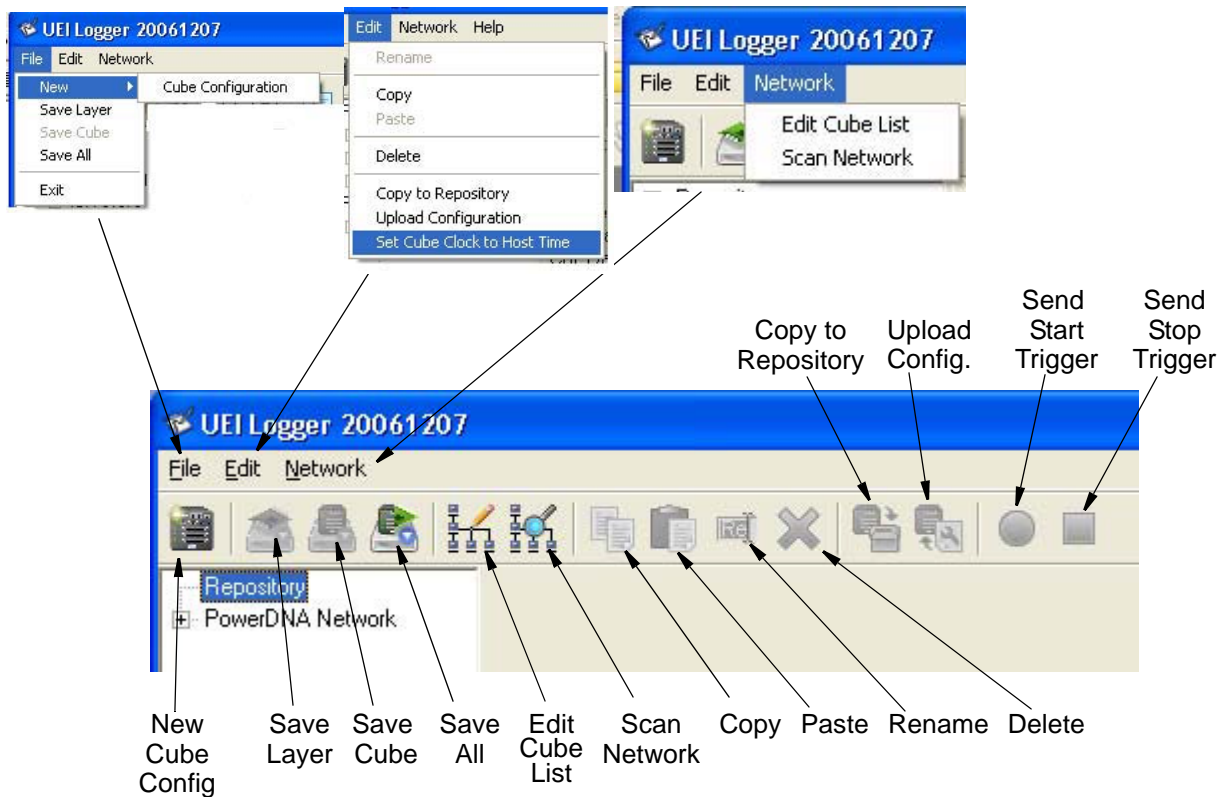 UEI Logger 20061207
File Edit Network
New Cube Configuration
Save Layer
Save Cube
Save All
Exit
Edit Network Help
Rename
Copy
Paste
Delete
Copy to Repository
Upload Configuration
Set Cube Clock to Host Time
UEI Logger 20061207
File Edit Network
Edit Cube List
Scan Network
Copy to
Repository
Upload
Config.
Send
Start
Trigger
Send
Stop
Trigger
UEI Logger 20061207
File Edit Network
Repository
PowerDNA Network
New
Cube
Config
Save
Layer
Save
Cube
Save
All
Edit
Cube
List
Scan
Network
Copy
Paste
Rename
Delete